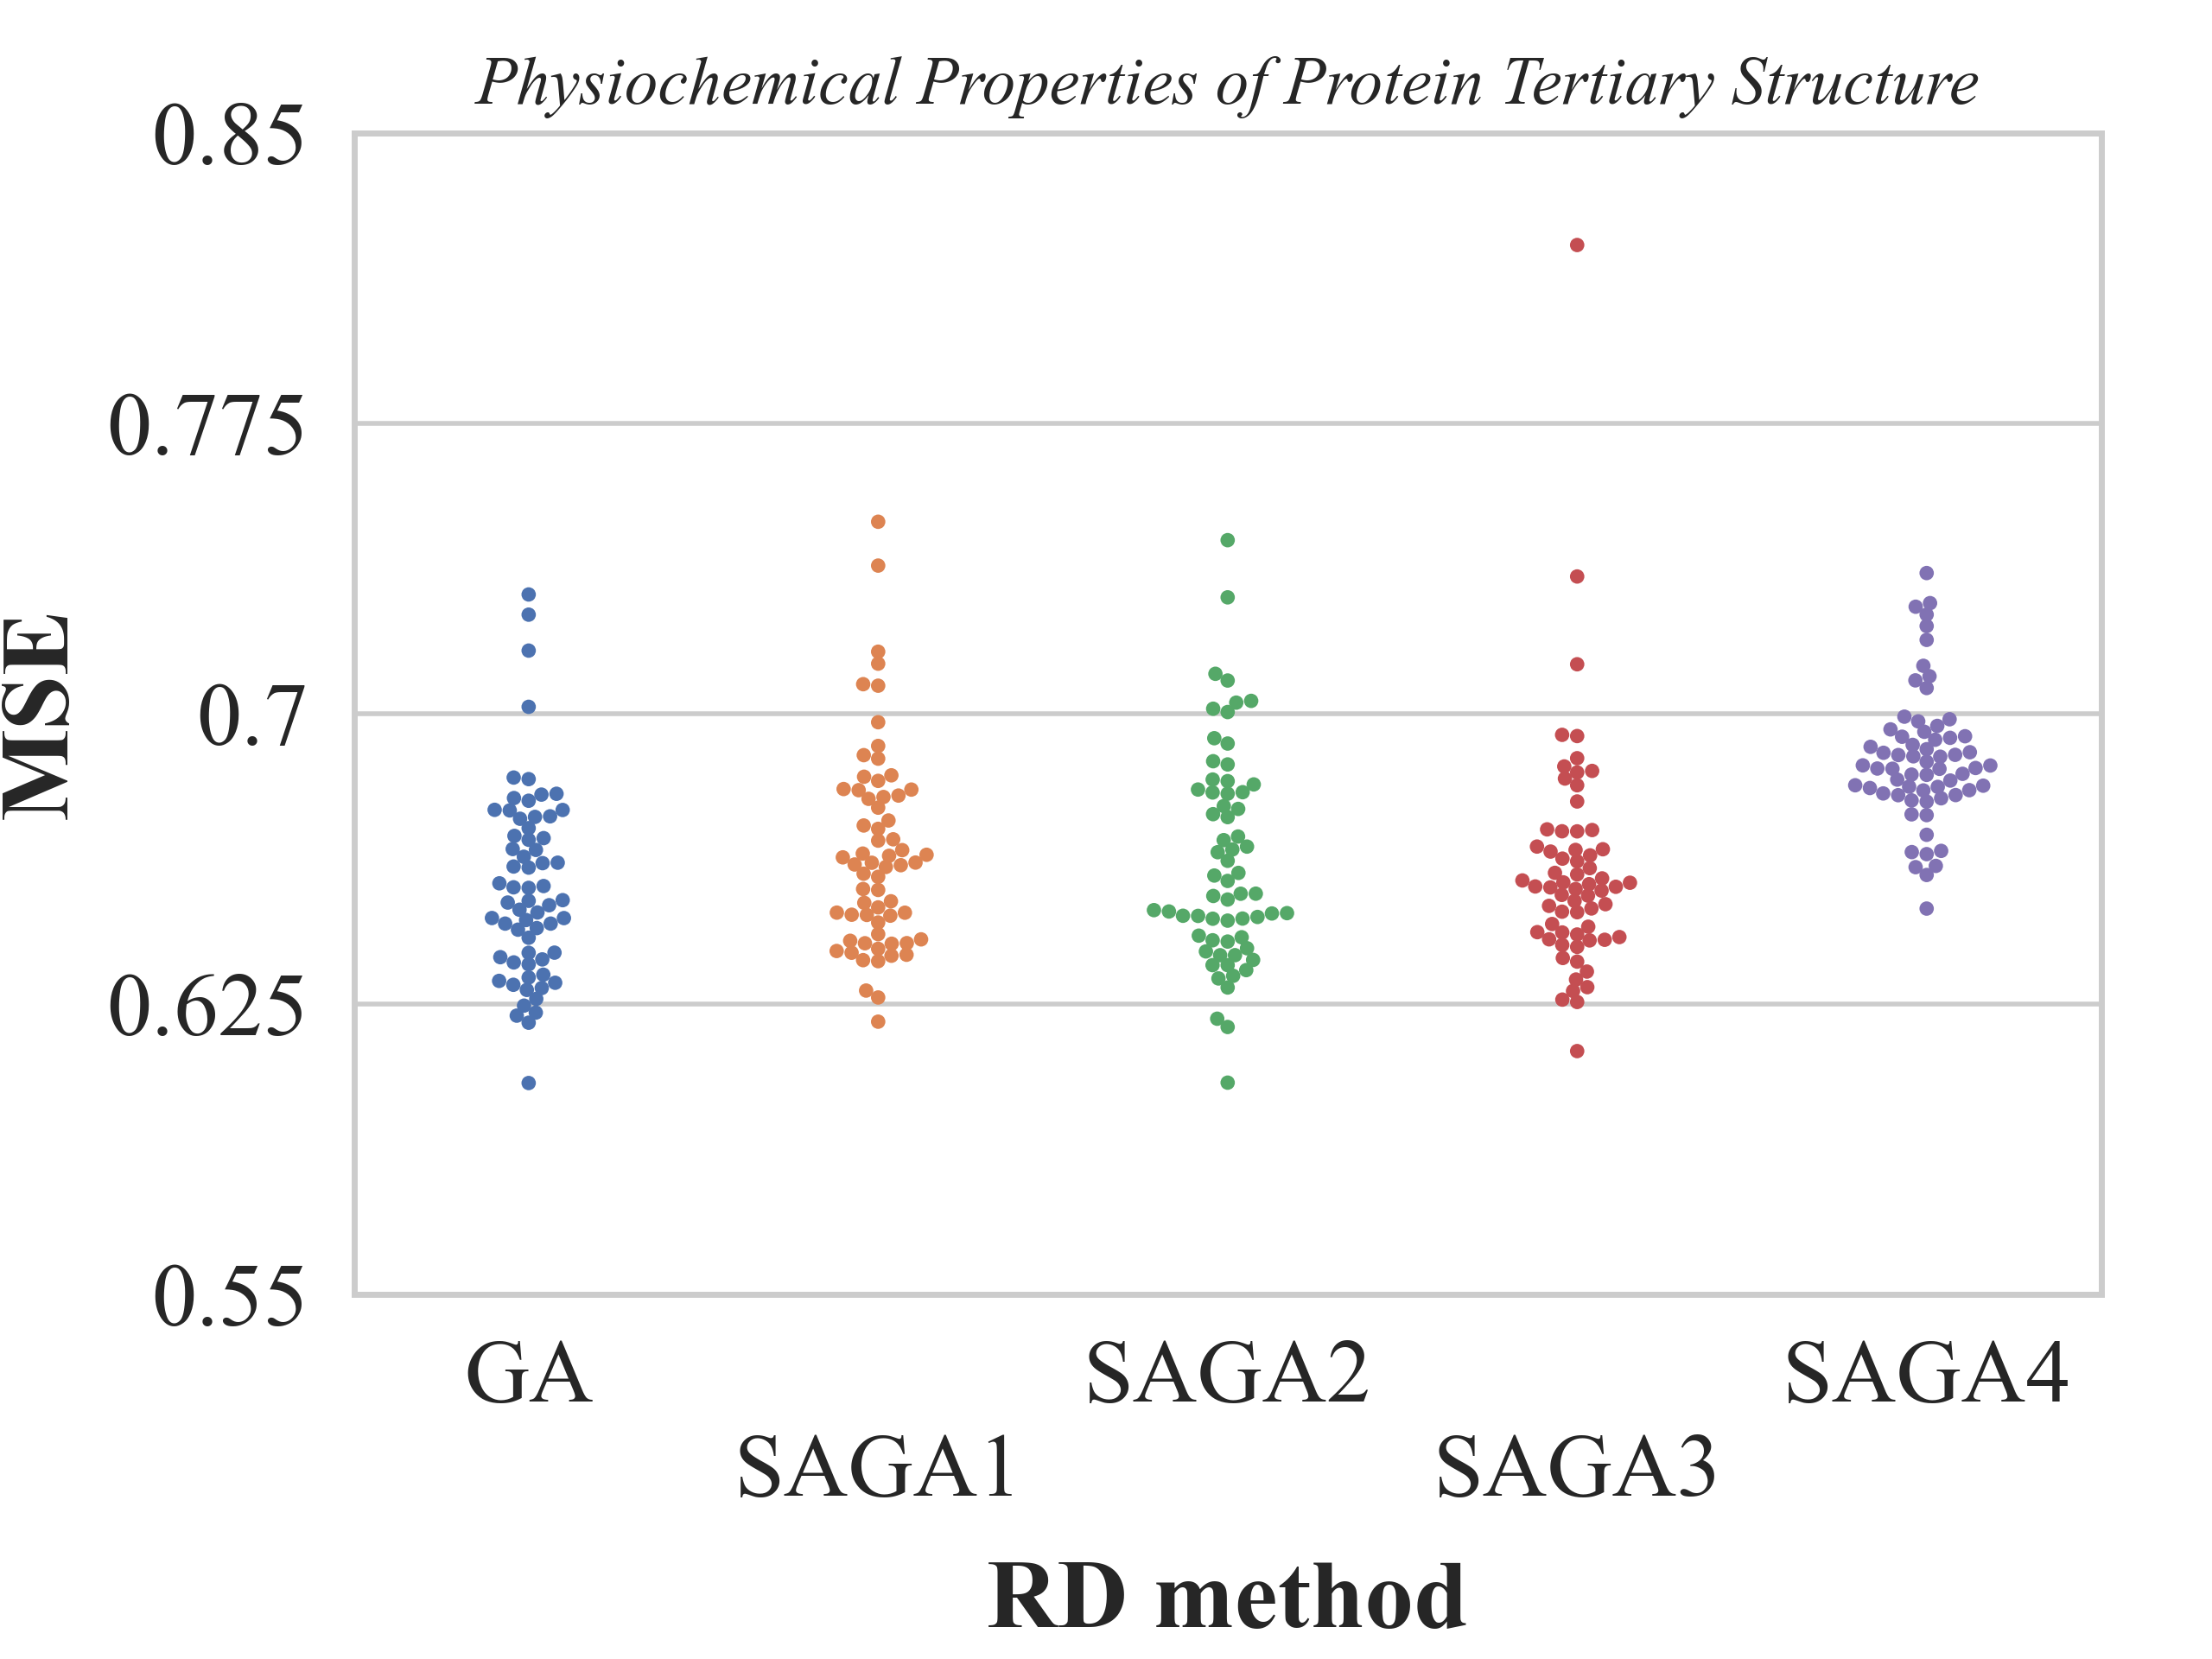 Physiochemical Properties of Protein Tertiary Structure
0.85
0.775
0.7
0.625
0.55
MSE
GA
SAGA1
SAGA2
SAGA3
SAGA4
RD method